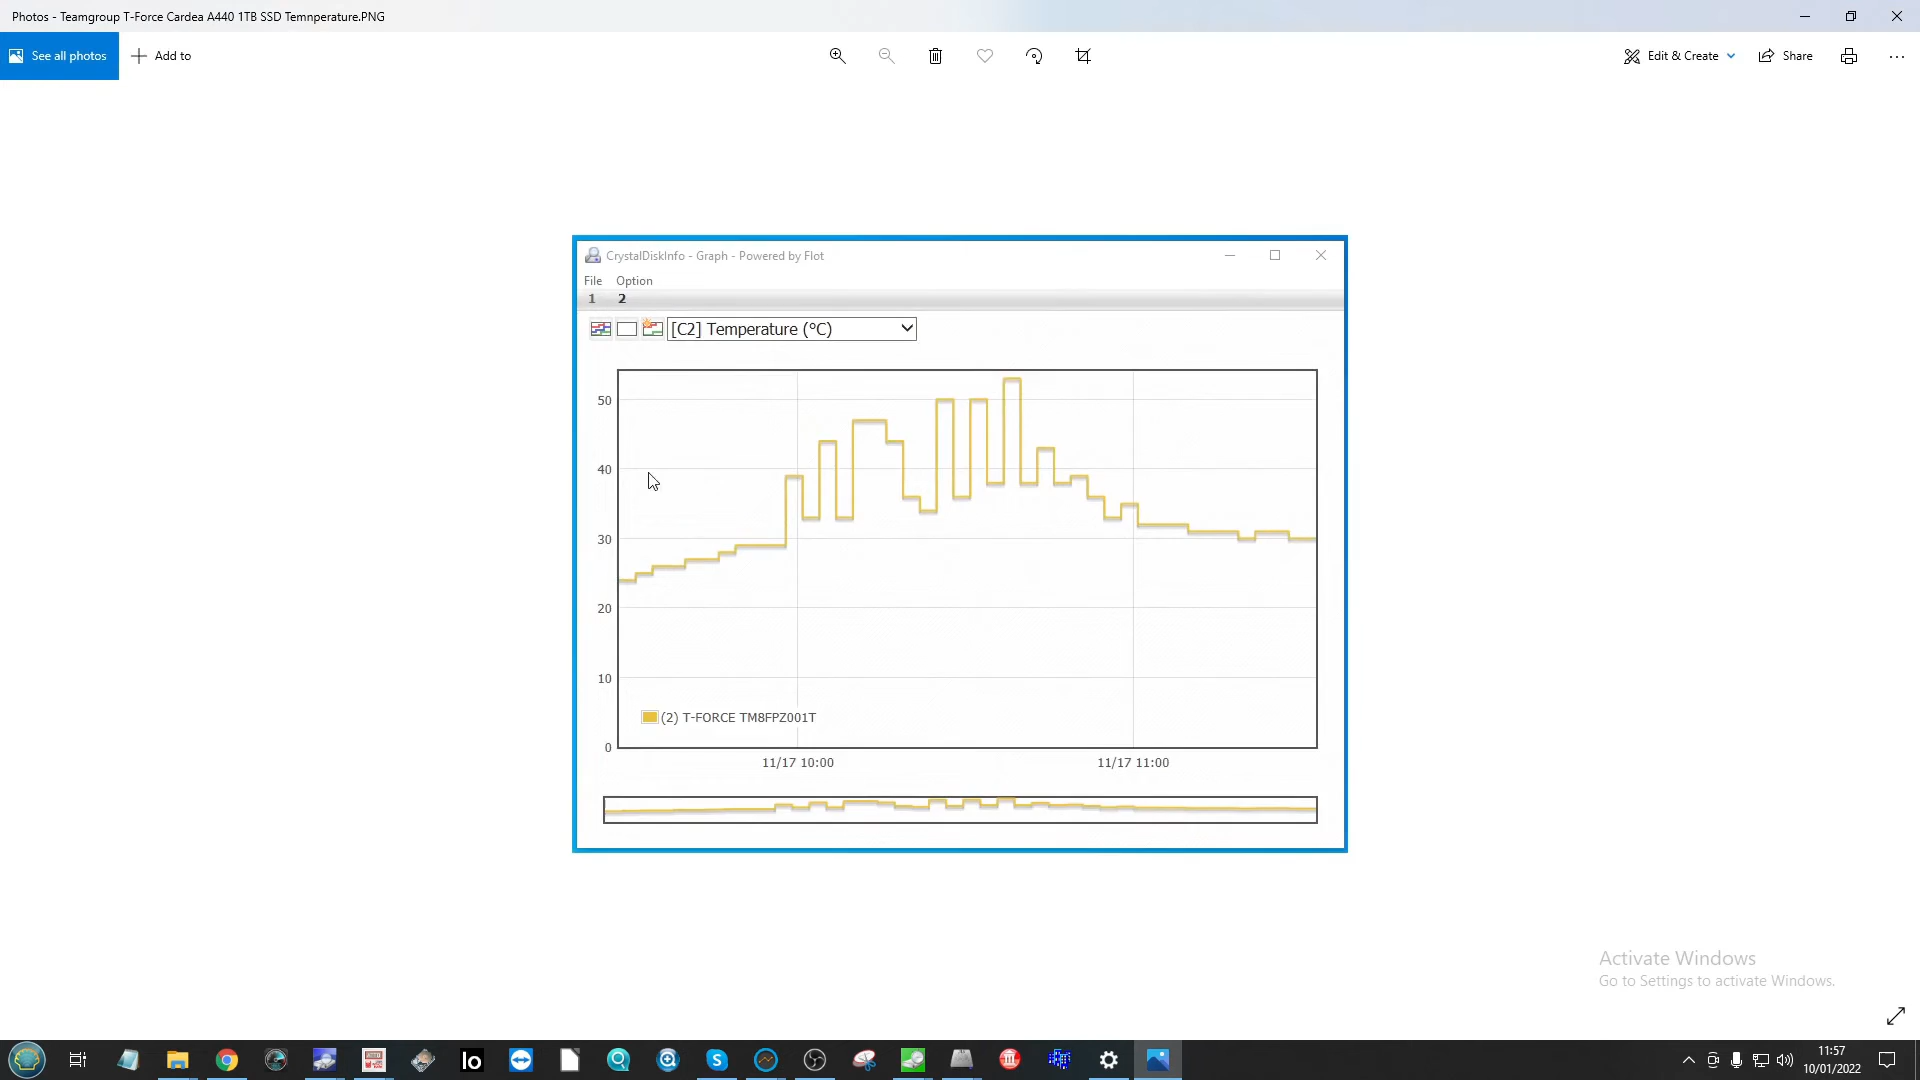 Photos - Teamgroup T-Force Cardea A440 1TB SSD Temnperature.PNG
See all photos
Add to
Edit & Create
Share
CrystalDiskInfo - Graph - Powered by Flot
File Option
1 2
[C2] Temperature (°C)
50
40
30
20
10
0
(2) T-FORCE TM8FPZ001T
11/17 10:00 11/17 11:00
Activate Windows
Go to Settings to activate Windows.
Io
11:57
10/01/2022